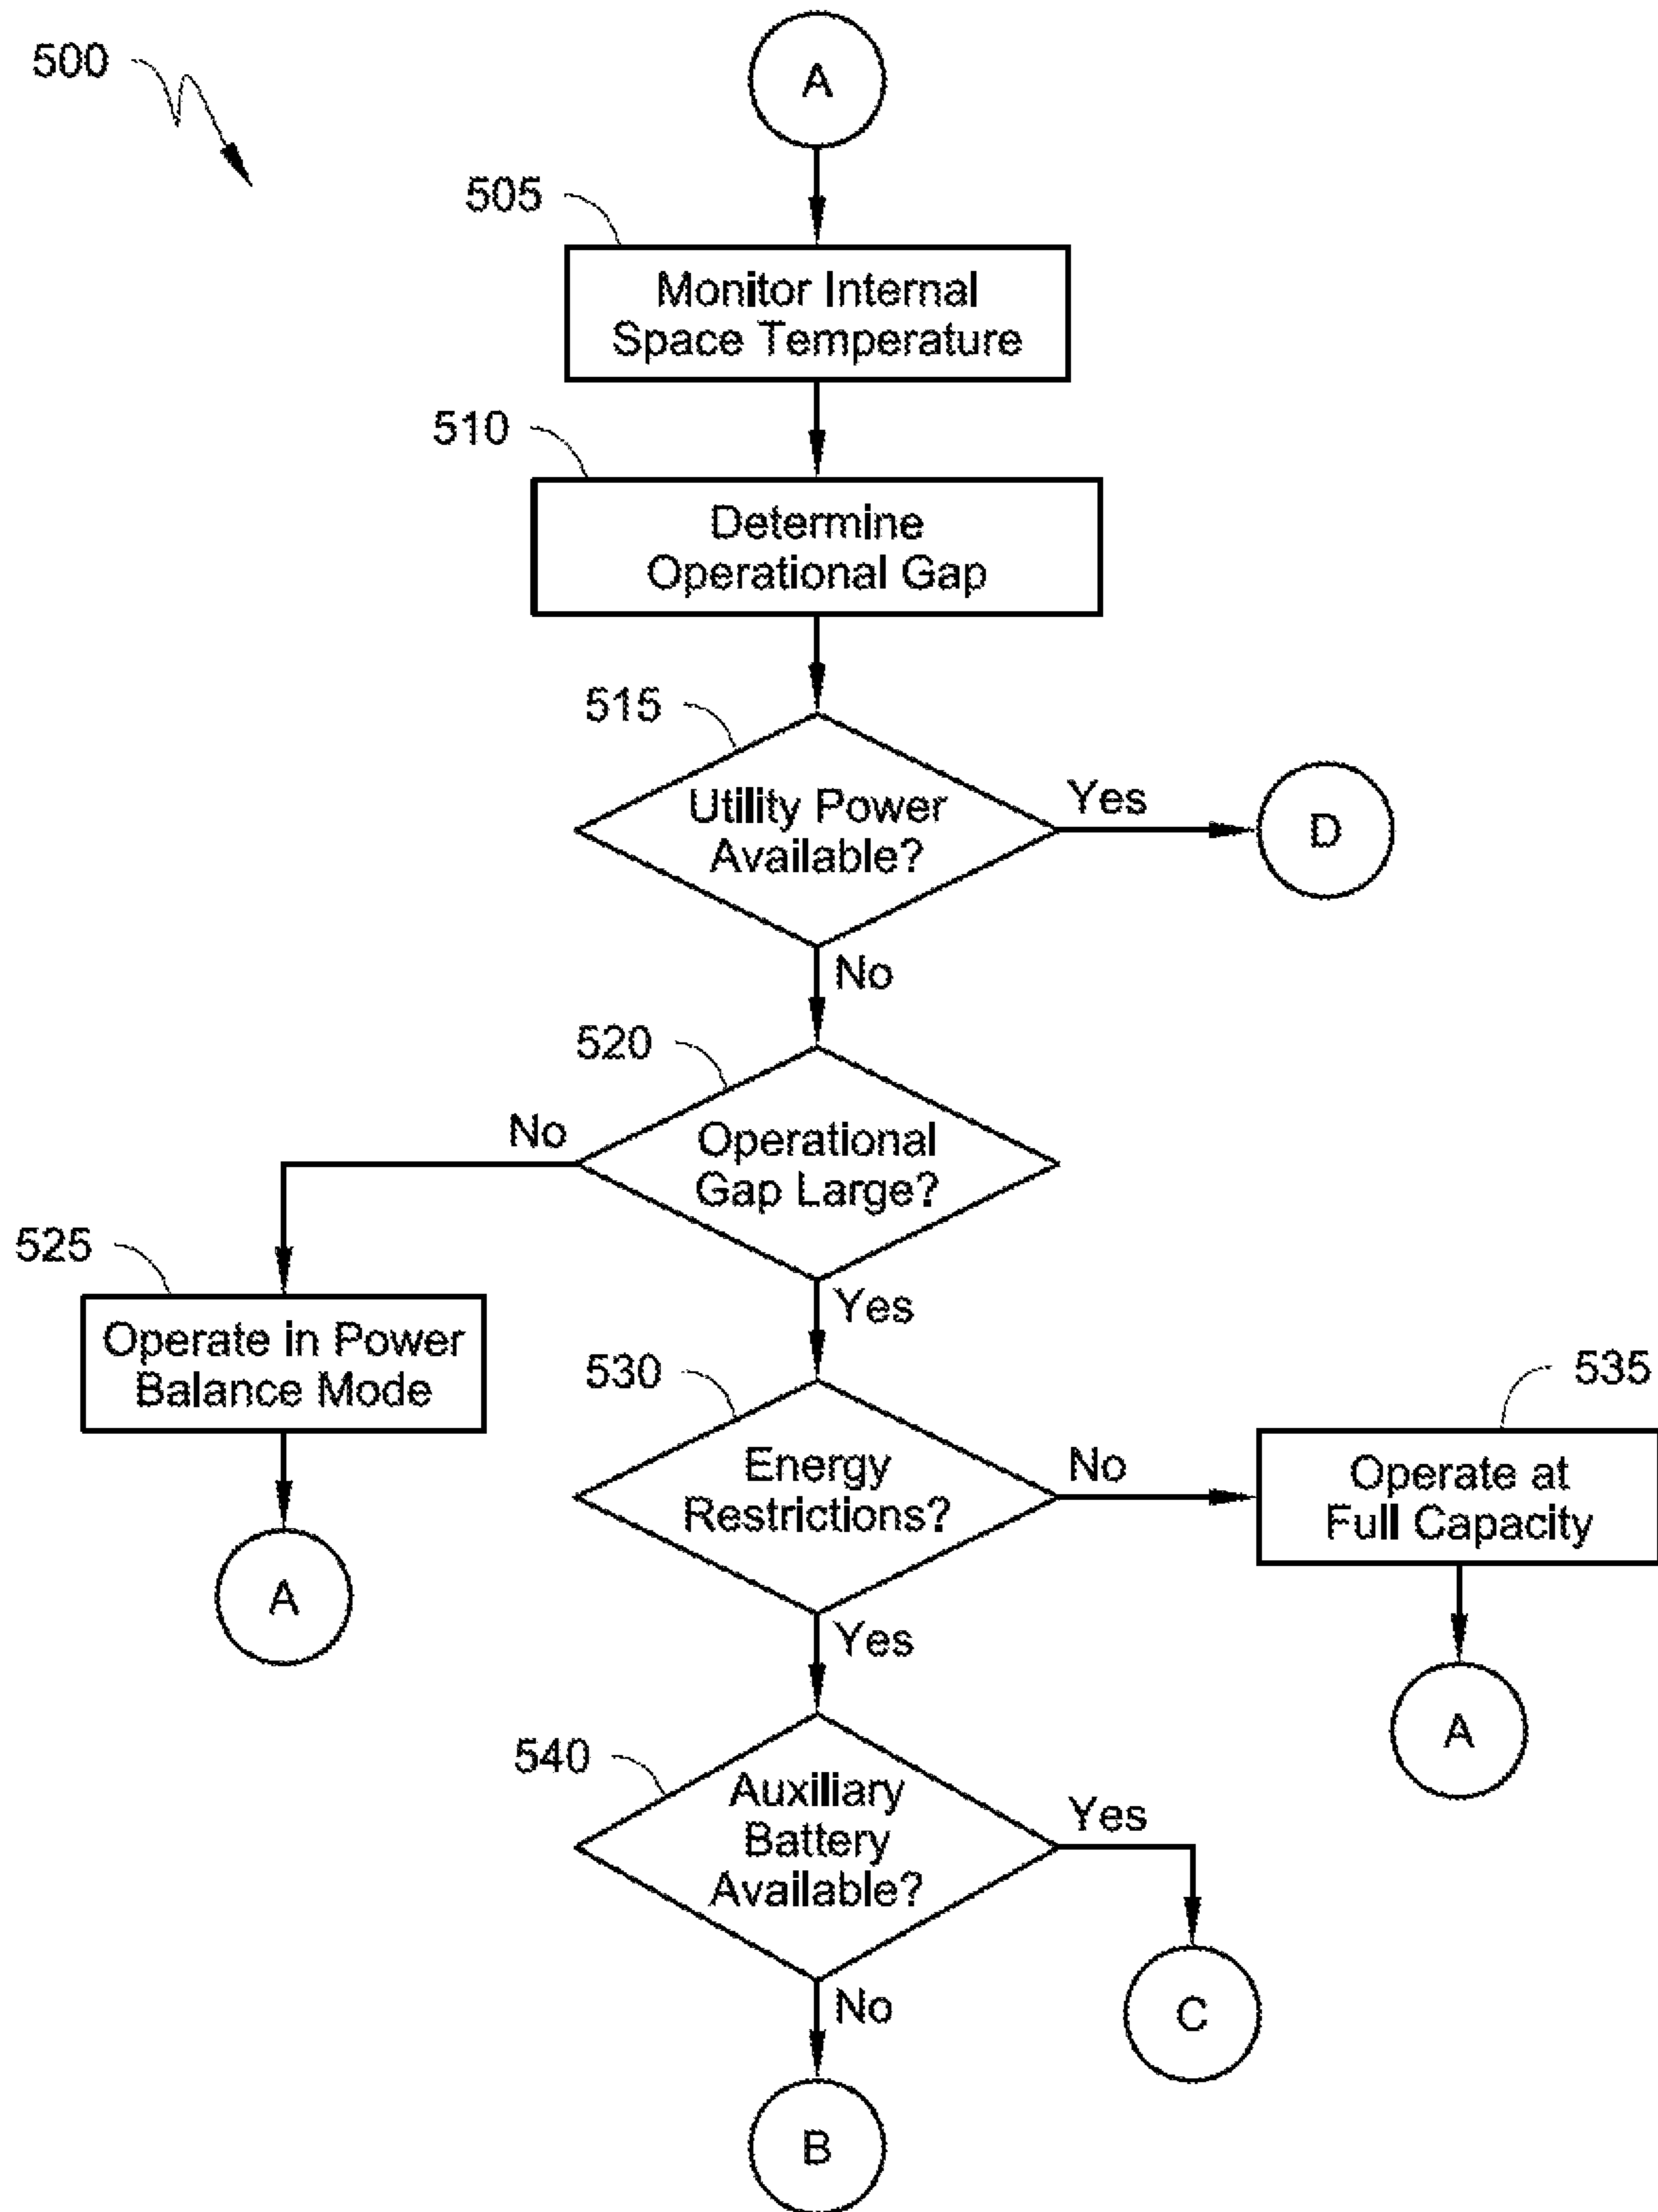 500
A
505
Monitor Internal
Space Temperature
510
Determine
Operational Gap
515
Utility Power
Available?
Yes
D
No
520
Operational
Gap Large?
No
525
Operate in Power
Balance Mode
A
Yes
530
Energy
Restrictions?
No
535
Operate at
Full Capacity
A
Yes
540
Auxiliary
Battery
Available?
Yes
C
No
B